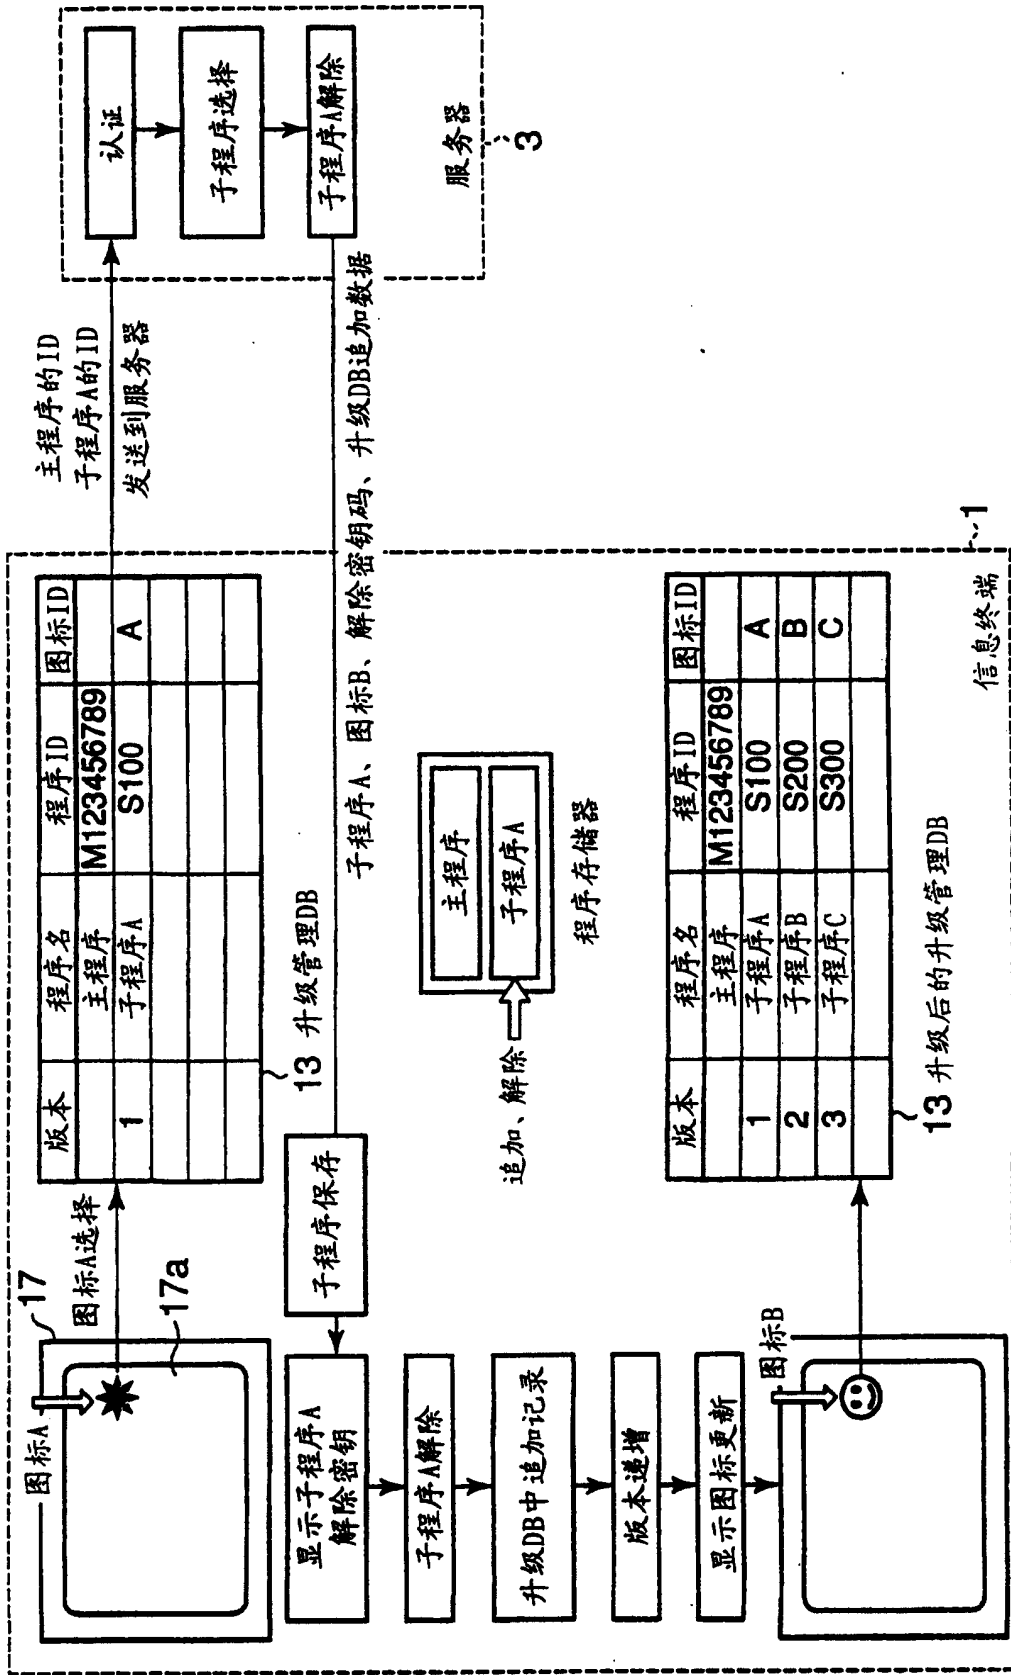 图标A
17
17a
图标A选择
版本 程序名 程序ID 图标ID
主程序 M123456789
1 子程序A S100 A
13 升级管理DB
主程序的ID
子程序A的ID
发送到服务器
认证
子程序选择
子程序A解除
服务器
3
子程序A、图标B、解除密钥码、升级DB追加数据
子程序保存
显示子程序A
解除密钥
子程序A解除
升级DB中追加记录
版本递增
显示图标更新
追加、解除
主程序
子程序A
程序存储器
图标B
版本 程序名 程序ID 图标ID
主程序 M123456789
1 子程序A S100 A
2 子程序B S200 B
3 子程序C S300 C
13 升级后的升级管理DB
信息终端
1